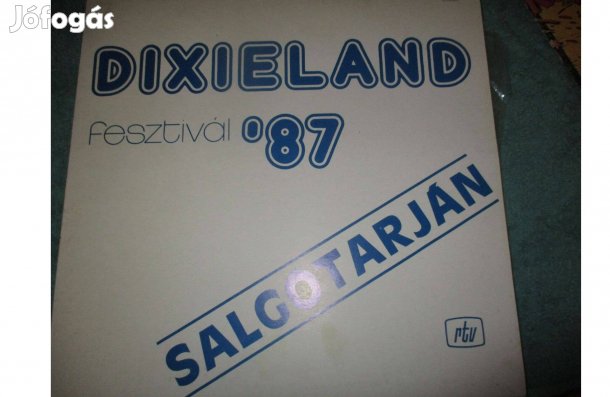 Jófogás
DIXIELAND
fesztivál '87
SALGÓTARJÁN
rtv